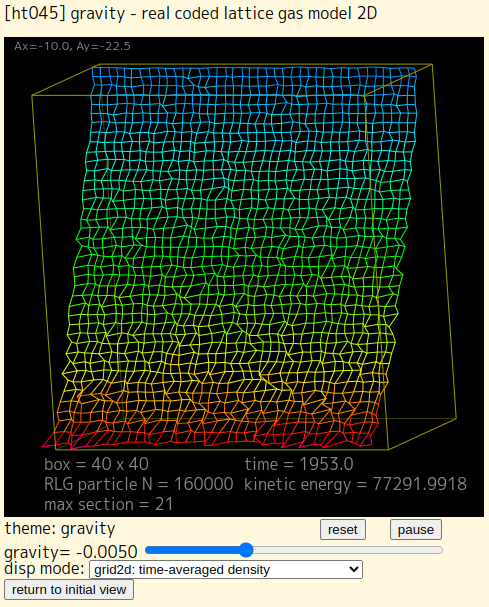 [ht045] gravity - real coded lattice gas model 2D
Ax=-10.0, Ay=-22.5
box = 40 x 40 time = 1953.0
RLG particle N = 160000 kinetic energy = 77291.9918
max section = 21
theme: gravity reset pause
gravity= -0.0050
disp mode: grid2d: time-averaged density
return to initial view